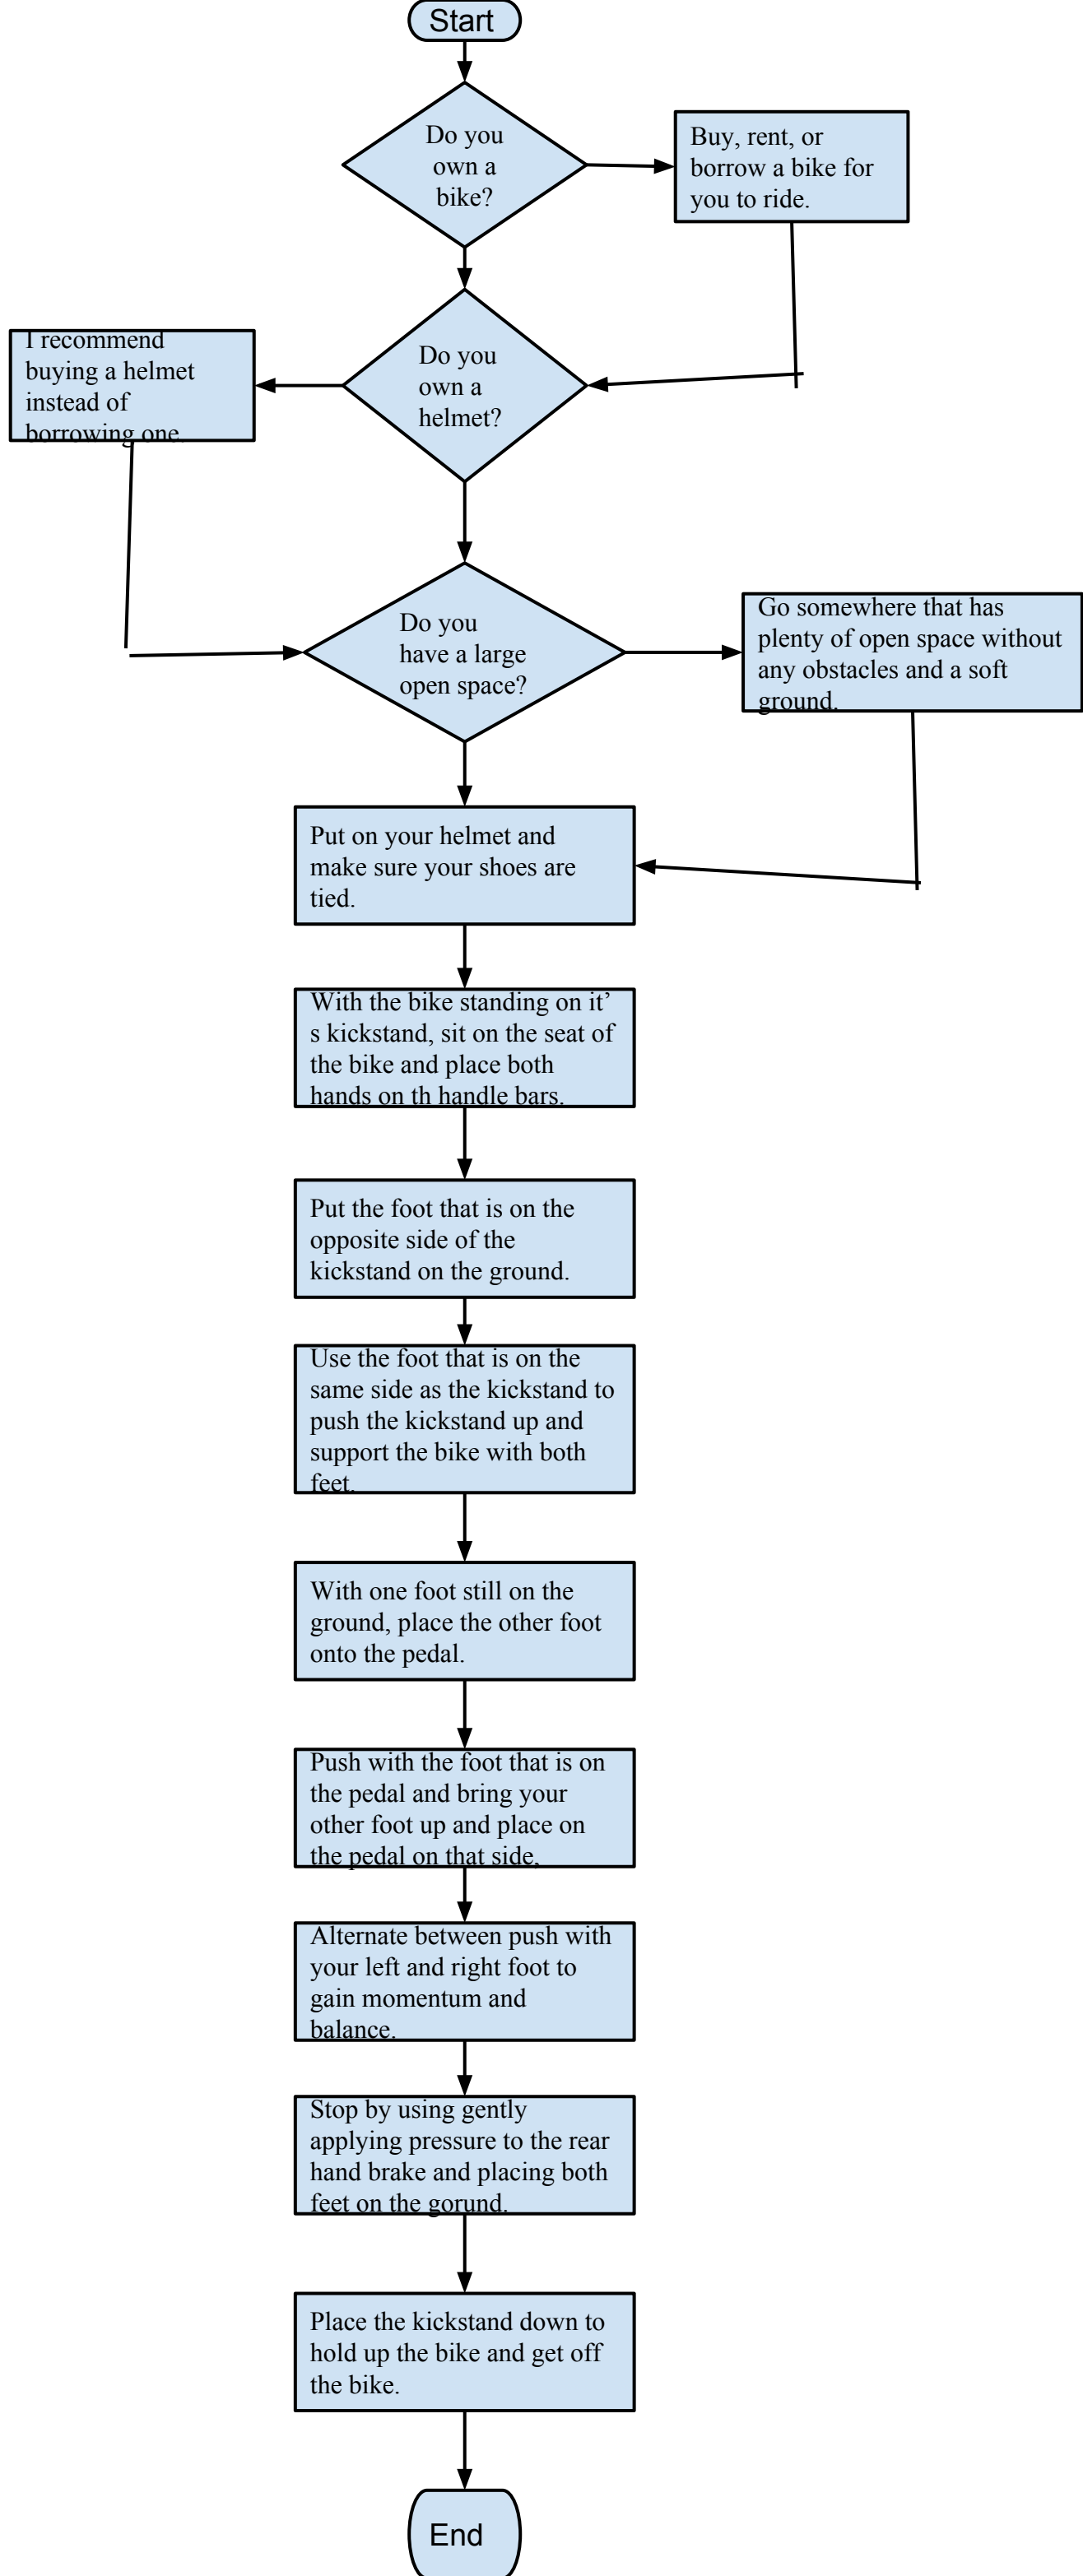 Start
Do you
own a
bike?
Buy, rent, or
borrow a bike for
you to ride.
Do you
own a
helmet?
I recommend
buying a helmet
instead of
borrowing one.
Do you
have a large
open space?
Go somewhere that has
plenty of open space without
any obstacles and a soft
ground.
Put on your helmet and
make sure your shoes are
tied.
With the bike standing on it’
s kickstand, sit on the seat of
the bike and place both
hands on th handle bars.
Put the foot that is on the
opposite side of the
kickstand on the ground.
Use the foot that is on the
same side as the kickstand to
push the kickstand up and
support the bike with both
feet.
With one foot still on the
ground, place the other foot
onto the pedal.
Push with the foot that is on
the pedal and bring your
other foot up and place on
the pedal on that side,
Alternate between push with
your left and right foot to
gain momentum and
balance.
Stop by using gently
applying pressure to the rear
hand brake and placing both
feet on the gorund.
Place the kickstand down to
hold up the bike and get off
the bike.
End